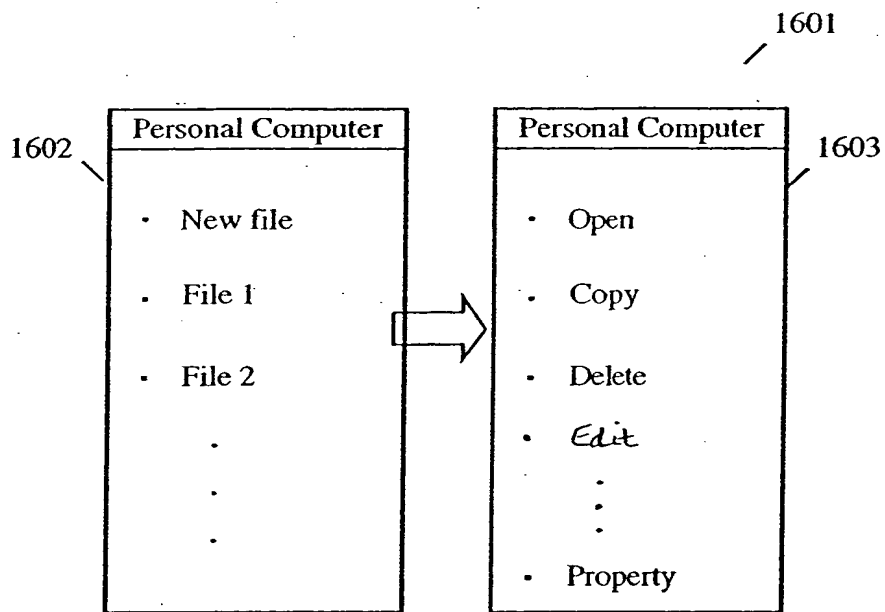 1601
Personal Computer
Personal Computer
1602
1603
· New file
· Open
· File 1
· Copy
· File 2
· Delete
· Edit
· Property